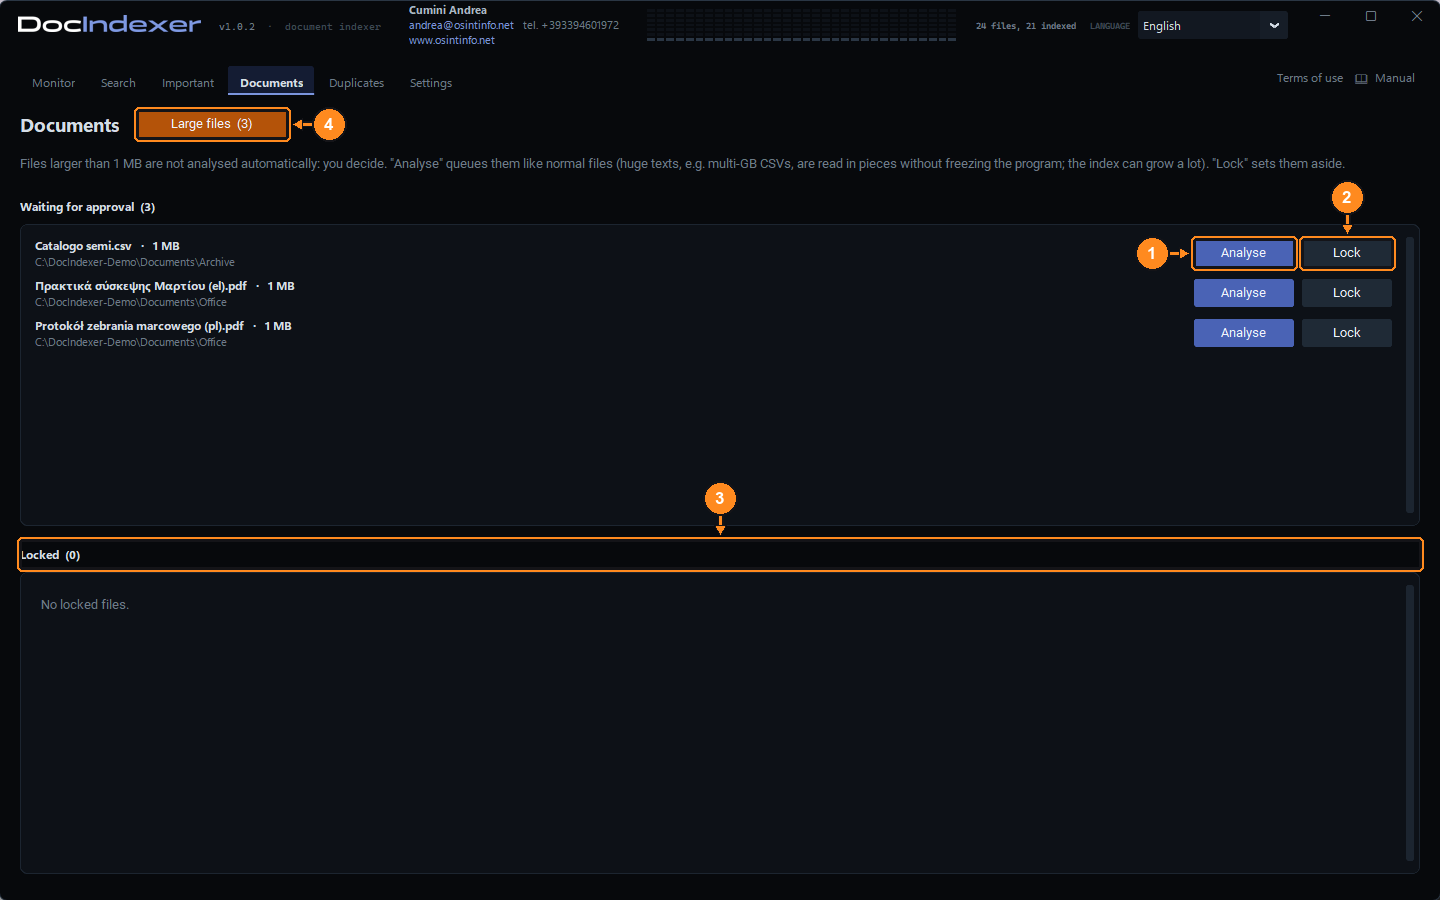 DocIndexer v1.0.2 · document indexer
Cumini Andrea
andrea@osintinfo.net tel. +393394601972
www.osintinfo.net
24 files, 21 indexed LANGUAGE English
Monitor Search Important Documents Duplicates Settings
Terms of use Manual
Documents Large files (3) 4
Files larger than 1 MB are not analysed automatically: you decide. "Analyse" queues them like normal files (huge texts, e.g. multi-GB CSVs, are read in pieces without freezing the program; the index can grow a lot). "Lock" sets them aside.
Waiting for approval (3)
2
Catalogo semi.csv · 1 MB
C:\DocIndexer-Demo\Documents\Archive
1 Analyse Lock
Πρακτικά σύσκεψης Μαρτίου (el).pdf · 1 MB
C:\DocIndexer-Demo\Documents\Office
Analyse Lock
Protokół zebrania marcowego (pl).pdf · 1 MB
C:\DocIndexer-Demo\Documents\Office
Analyse Lock
3
Locked (0)
No locked files.